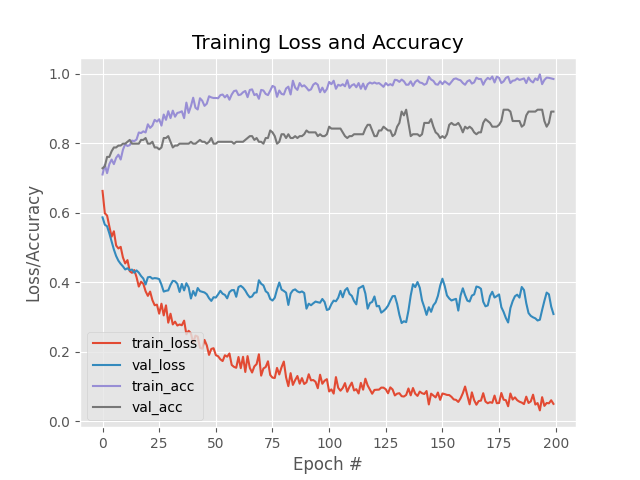 Training Loss and Accuracy
Loss/Accuracy
1.0
0.8
0.6
0.4
0.2
0.0
train_loss
val_loss
train_acc
val_acc
0 25 50 75 100 125 150 175 200
Epoch #